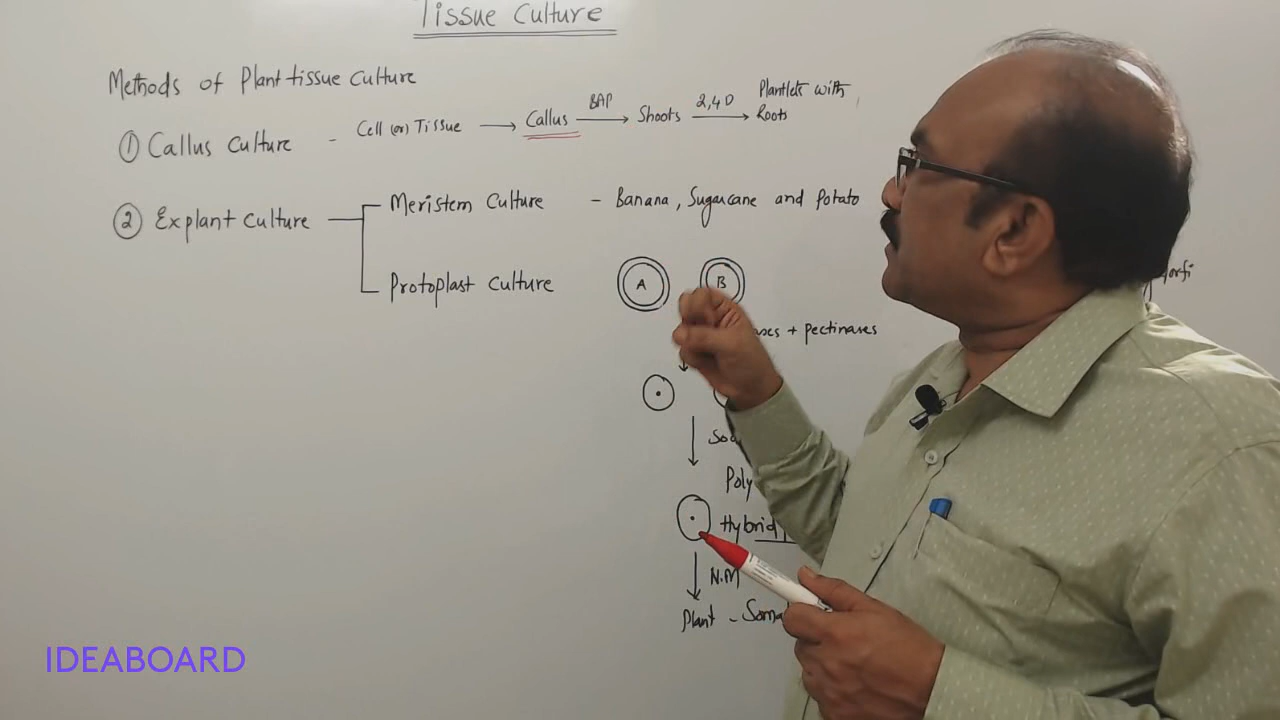 Tissue Culture
Methods of Plant tissue Culture
① Callus Culture - Cell (or) Tissue → Callus BAP → Shoots 2,4D → Plantlets with Roots
② Explant Culture
Meristem Culture - Banana, Sugarcane and Potato
Protoplast Culture
A B
+ pectinases
Poly
Hybrid
N.M
Plant - Soma
IDEABOARD